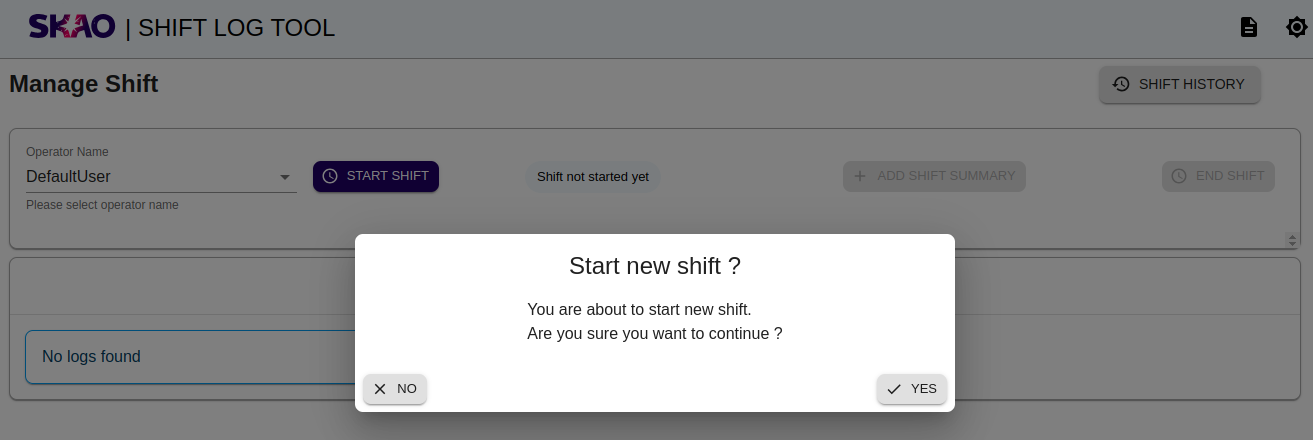 SKAO | SHIFT LOG TOOL
Manage Shift
SHIFT HISTORY
Operator Name
DefaultUser
START SHIFT
Shift not started yet
ADD SHIFT SUMMARY
END SHIFT
Please select operator name
Start new shift ?
You are about to start new shift.
Are you sure you want to continue ?
No logs found
NO
YES